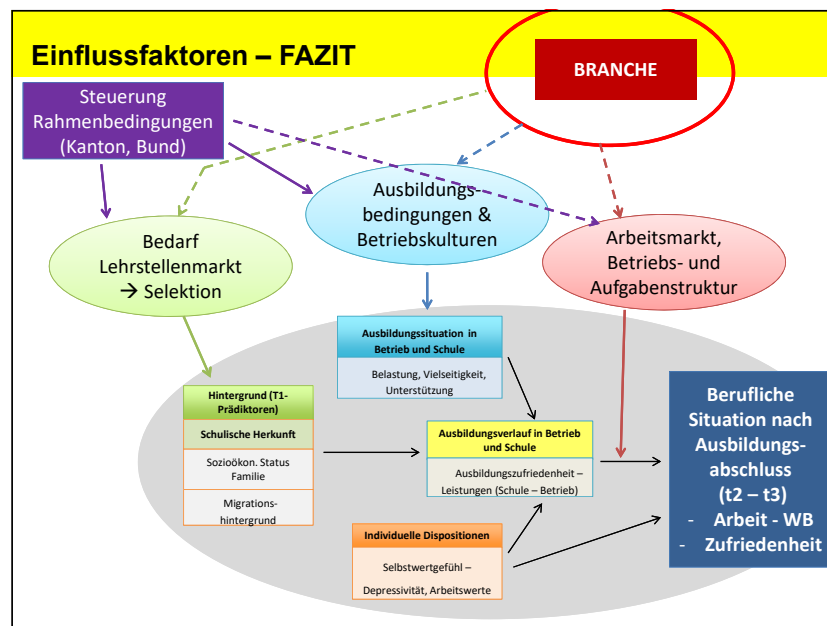 Einflussfaktoren – FAZIT
BRANCHE
Steuerung
Rahmenbedingungen
(Kanton, Bund)
Ausbildungs-
bedingungen &
Betriebskulturen
Bedarf
Lehrstellenmarkt
→ Selektion
Arbeitsmarkt,
Betriebs- und
Aufgabenstruktur
Ausbildungssituation in
Betrieb und Schule
Belastung, Vielseitigkeit,
Unterstützung
Hintergrund (T1-
Prädiktoren)
Schulische Herkunft
Sozioökon. Status
Familie
Migrations-
hintergrund
Ausbildungsverlauf in Betrieb
und Schule
Ausbildungszufriedenheit –
Leistungen (Schule – Betrieb)
Individuelle Dispositionen
Selbstwertgefühl –
Depressivität, Arbeitswerte
Berufliche
Situation nach
Ausbildungs-
abschluss
(t2 – t3)
- Arbeit - WB
- Zufriedenheit